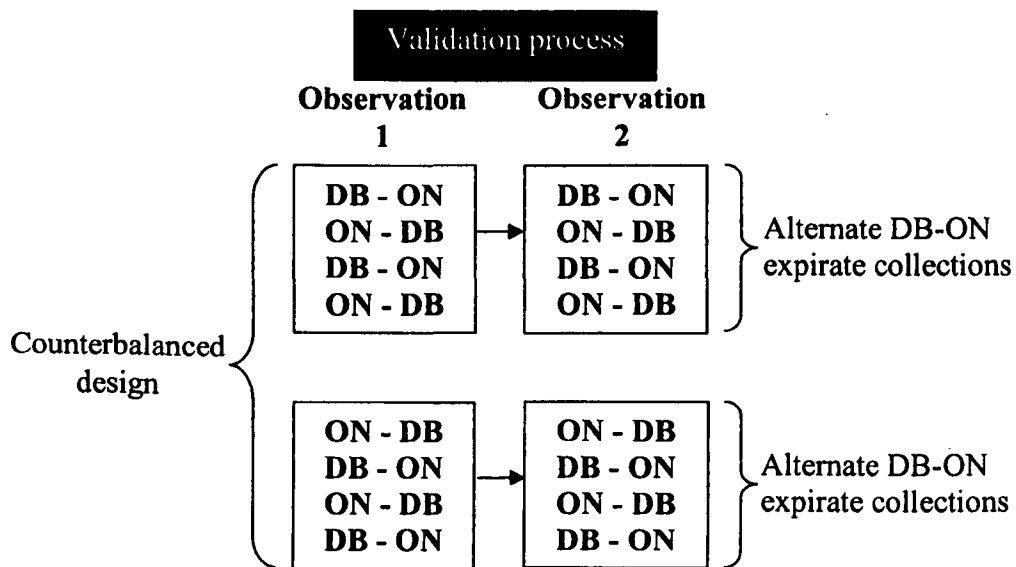 Validation process
Observation 1
Observation 2
DB - ON
ON - DB
DB - ON
ON - DB
DB - ON
ON - DB
DB - ON
ON - DB
Alternate DB-ON
expirate collections
Counterbalanced
design
ON - DB
DB - ON
ON - DB
DB - ON
ON - DB
DB - ON
ON - DB
DB - ON
Alternate DB-ON
expirate collections